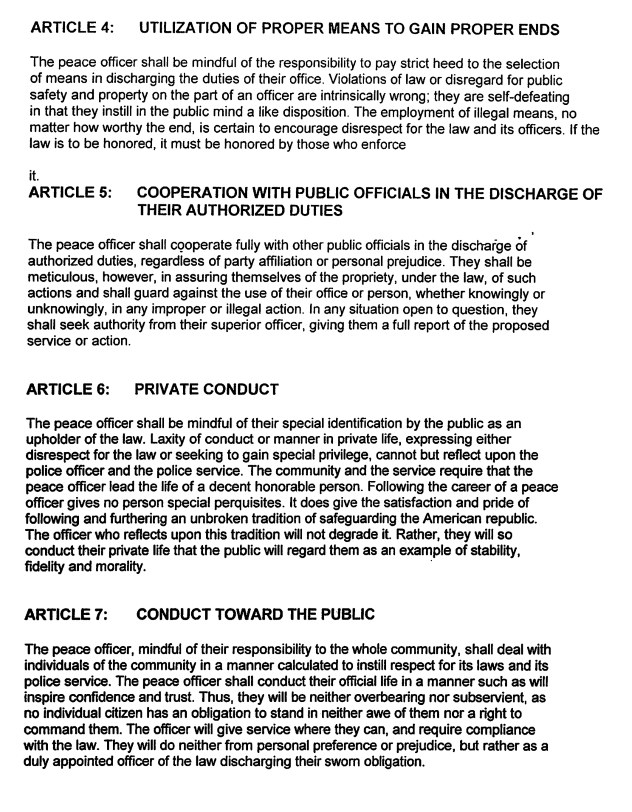 ARTICLE 4: UTILIZATION OF PROPER MEANS TO GAIN PROPER ENDS
The peace officer shall be mindful of the responsibility to pay strict heed to the selection
of means in discharging the duties of their office. Violations of law or disregard for public
safety and property on the part of an officer are intrinsically wrong; they are self-defeating
in that they instill in the public mind a like disposition. The employment of illegal means, no
matter how worthy the end, is certain to encourage disrespect for the law and its officers. If the
law is to be honored, it must be honored by those who enforce
it.
ARTICLE 5: COOPERATION WITH PUBLIC OFFICIALS IN THE DISCHARGE OF
THEIR AUTHORIZED DUTIES
The peace officer shall cooperate fully with other public officials in the discharge of
authorized duties, regardless of party affiliation or personal prejudice. They shall be
meticulous, however, in assuring themselves of the propriety, under the law, of such
actions and shall guard against the use of their office or person, whether knowingly or
unknowingly, in any improper or illegal action. In any situation open to question, they
shall seek authority from their superior officer, giving them a full report of the proposed
service or action.
ARTICLE 6: PRIVATE CONDUCT
The peace officer shall be mindful of their special identification by the public as an
upholder of the law. Laxity of conduct or manner in private life, expressing either
disrespect for the law or seeking to gain special privilege, cannot but reflect upon the
police officer and the police service. The community and the service require that the
peace officer lead the life of a decent honorable person. Following the career of a peace
officer gives no person special perquisites. It does give the satisfaction and pride of
following and furthering an unbroken tradition of safeguarding the American republic.
The officer who reflects upon this tradition will not degrade it. Rather, they will so
conduct their private life that the public will regard them as an example of stability,
fidelity and morality.
ARTICLE 7: CONDUCT TOWARD THE PUBLIC
The peace officer, mindful of their responsibility to the whole community, shall deal with
individuals of the community in a manner calculated to instill respect for its laws and its
police service. The peace officer shall conduct their official life in a manner such as will
inspire confidence and trust. Thus, they will be neither overbearing nor subservient, as
no individual citizen has an obligation to stand in neither awe of them nor a right to
command them. The officer will give service where they can, and require compliance
with the law. They will do neither from personal preference or prejudice, but rather as a
duly appointed officer of the law discharging their sworn obligation.